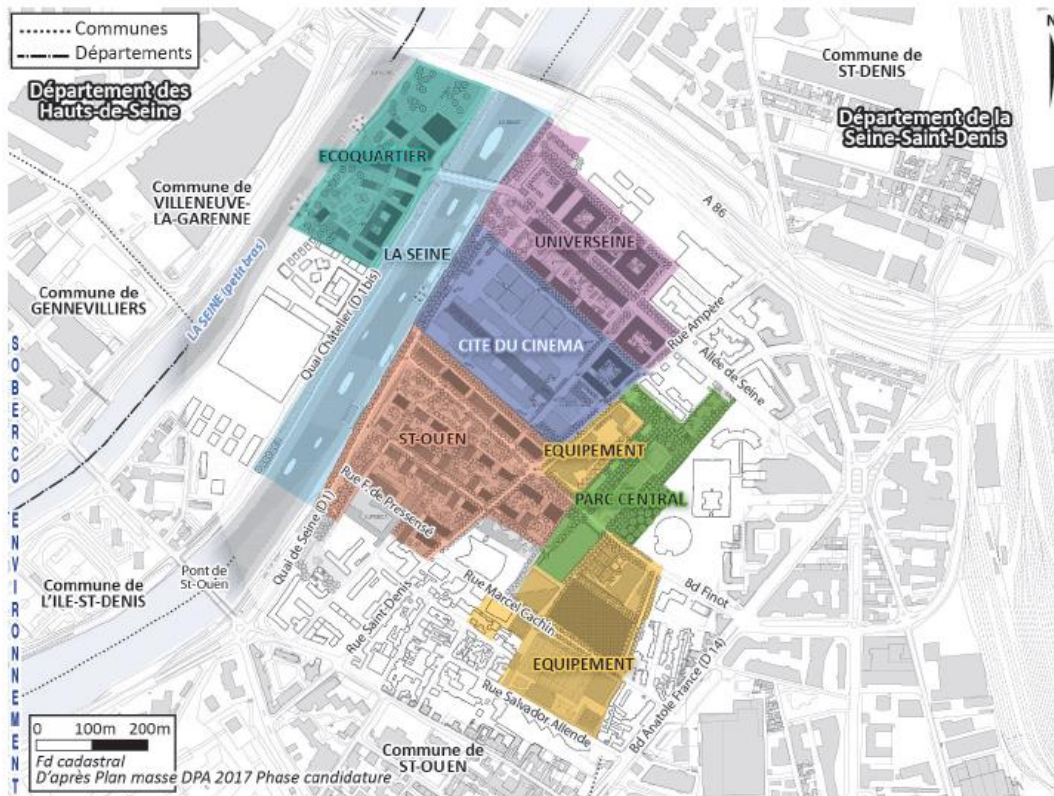 Communes
Départements
N
Département des
Hauts-de-Seine
Commune de
ST-DENIS
Département de la
Seine-Saint-Denis
ECOQUARTIER
Commune de
VILLENEUVE-
LA-GARENNE
A 86
UNIVERSEINE
LA SEINE
LA SEINE (petit bras)
Commune de
GENNEVILLIERS
Quai Châtelier (D 1bis)
Rue Ampère
CITE DU CINEMA
Allée de Seine
ST-OUEN
EQUIPEMENT
PARC CENTRAL
Rue F. de Pressensé
Quai de Seine (D1)
Pont de
St-Ouen
Commune de
L'ILE-ST-DENIS
Rue Saint-Denis
Rue Marcel Cachin
Bd Finot
EQUIPEMENT
Rue Salvador Allende
Bd Anatole France (D 14)
Commune de
ST-OUEN
0 100m 200m
Fd cadastral
D'après Plan masse DPA 2017 Phase candidature
SOBERCO ENVIRONNEMENT